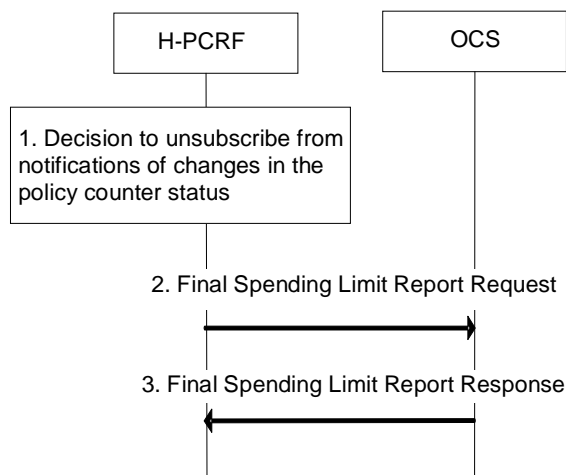 H-PCRF
OCS
1. Decision to unsubscribe from
notifications of changes in the
policy counter status
2. Final Spending Limit Report Request
3. Final Spending Limit Report Response